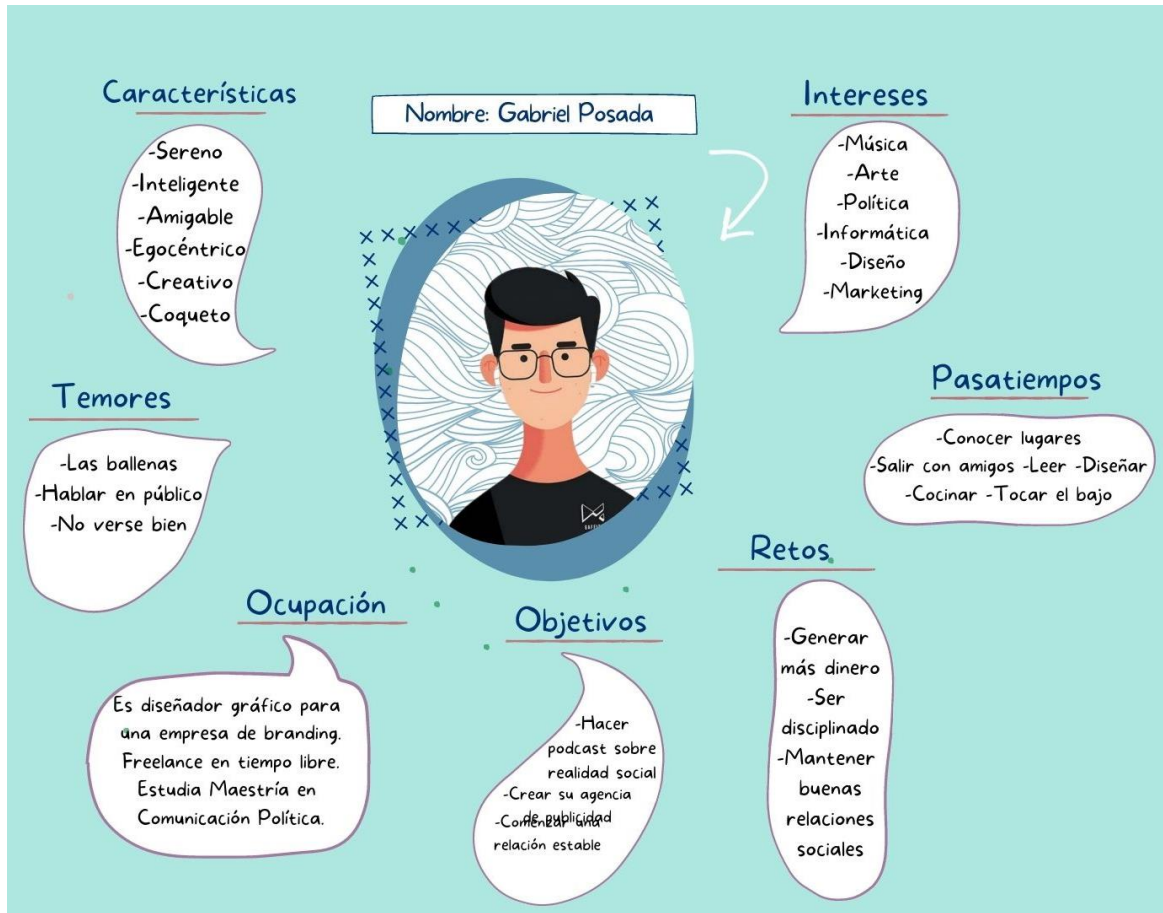 Características
-Sereno
-Inteligente
-Amigable
-Egocéntrico
-Creativo
-Coqueto
Nombre: Gabriel Posada
Intereses
-Música
-Arte
-Política
-Informática
-Diseño
-Marketing
Temores
-Las ballenas
-Hablar en público
-No verse bien
Pasatiempos
-Conocer lugares
-Salir con amigos -Leer -Diseñar
-Cocinar -Tocar el bajo
Ocupación
Es diseñador gráfico para
una empresa de branding.
Freelance en tiempo libre.
Estudia Maestría en
Comunicación Política.
Objetivos
-Hacer
podcast sobre
realidad social
-Crear su agencia
de publicidad
-Comenzar una
relación estable
Retos
-Generar
más dinero
-Ser
disciplinado
-Mantener
buenas
relaciones
sociales